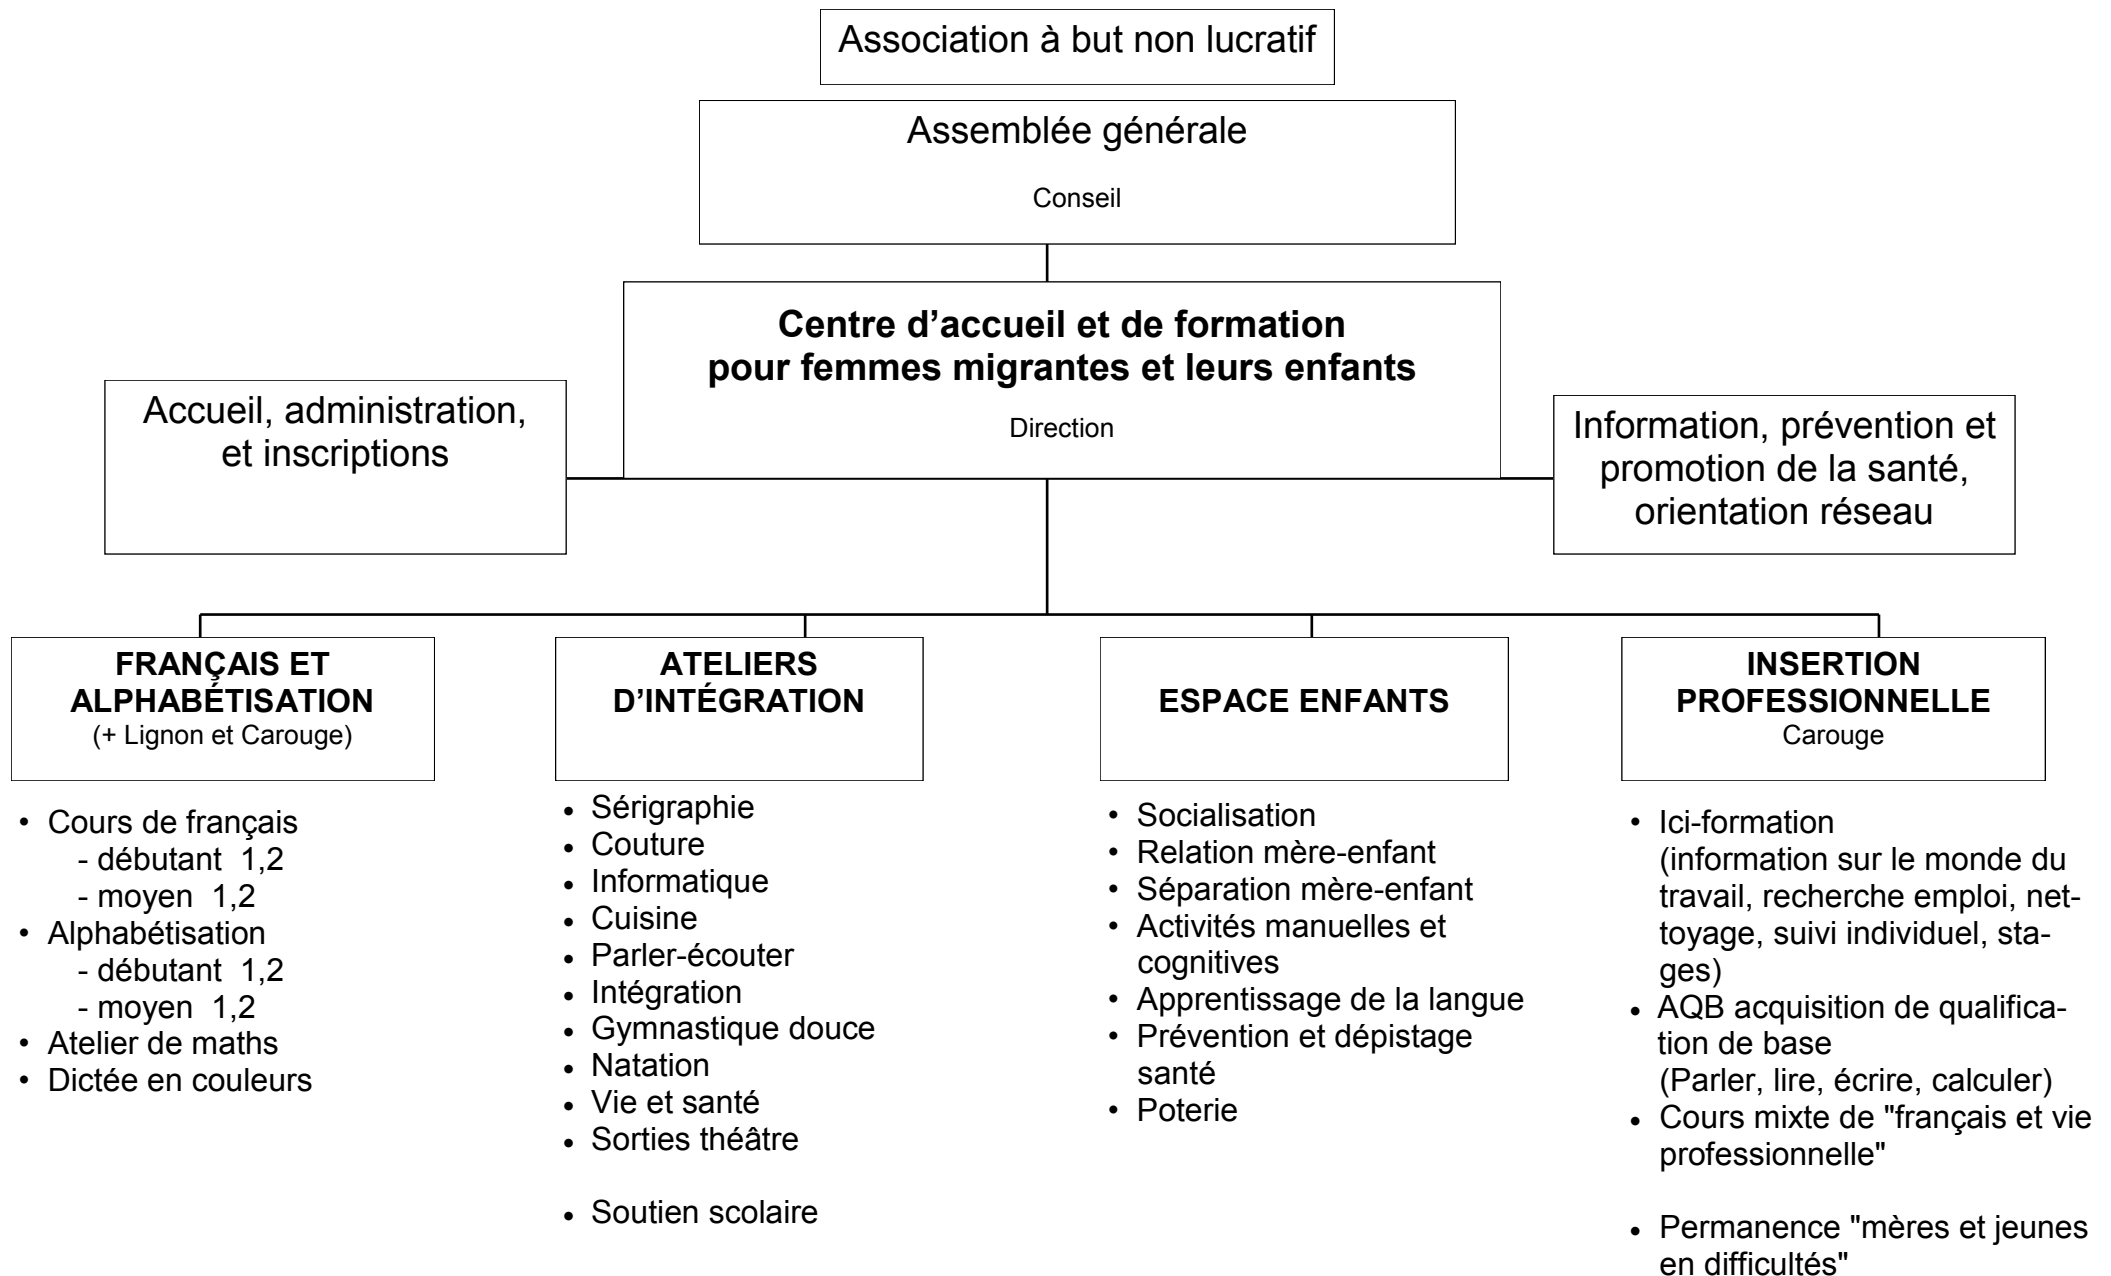 Association à but non lucratif
Assemblée générale
Conseil
Centre d’accueil et de formation
pour femmes migrantes et leurs enfants
Direction
Accueil, administration,
et inscriptions
Information, prévention et
promotion de la santé,
orientation réseau
FRANÇAIS ET
ALPHABÉTISATION
(+ Lignon et Carouge)
• Cours de français
- débutant 1,2
- moyen 1,2
• Alphabétisation
- débutant 1,2
- moyen 1,2
• Atelier de maths
• Dictée en couleurs
ATELIERS
D’INTÉGRATION
• Sérigraphie
• Couture
• Informatique
• Cuisine
• Parler-écouter
• Intégration
• Gymnastique douce
• Natation
• Vie et santé
• Sorties théâtre
• Soutien scolaire
ESPACE ENFANTS
• Socialisation
• Relation mère-enfant
• Séparation mère-enfant
• Activités manuelles et
cognitives
• Apprentissage de la langue
• Prévention et dépistage
santé
• Poterie
INSERTION
PROFESSIONNELLE
Carouge
• Ici-formation
(information sur le monde du
travail, recherche emploi, net-
toyage, suivi individuel, sta-
ges)
• AQB acquisition de qualifica-
tion de base
(Parler, lire, écrire, calculer)
• Cours mixte de "français et vie
professionnelle"
• Permanence "mères et jeunes
en difficultés"